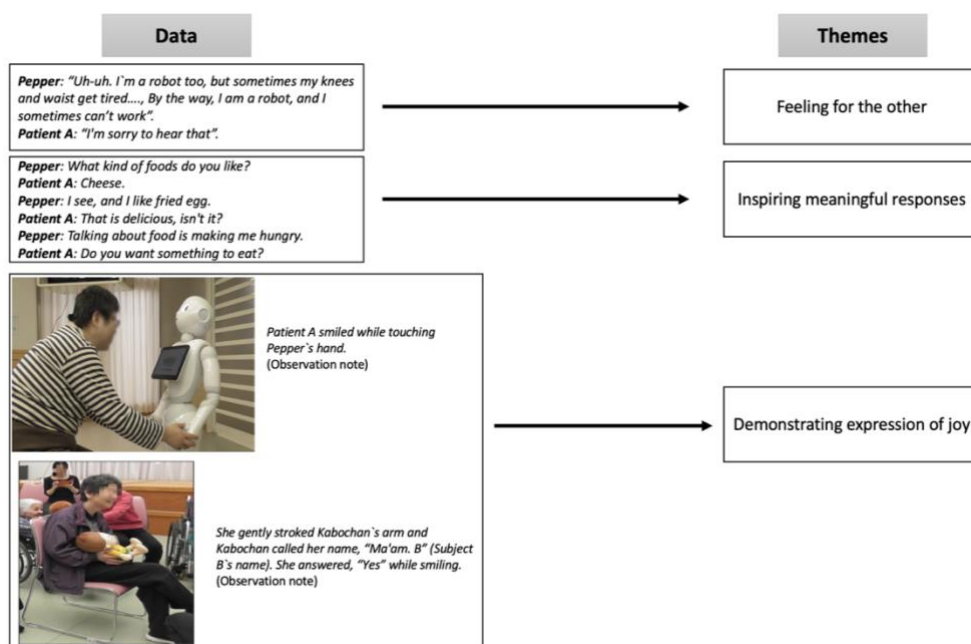 Data
Themes
Pepper: “Uh-uh. I`m a robot too, but sometimes my knees
and waist get tired...., By the way, I am a robot, and I
sometimes can’t work”.
Patient A: “I'm sorry to hear that”.
Feeling for the other
Pepper: What kind of foods do you like?
Patient A: Cheese.
Pepper: I see, and I like fried egg.
Patient A: That is delicious, isn't it?
Pepper: Talking about food is making me hungry.
Patient A: Do you want something to eat?
Inspiring meaningful responses
Patient A smiled while touching
Pepper`s hand.
(Observation note)
Demonstrating expression of joy
She gently stroked Kabochan`s arm and
Kabochan called her name, “Ma'am. B” (Subject
B`s name). She answered, “Yes” while smiling.
(Observation note)